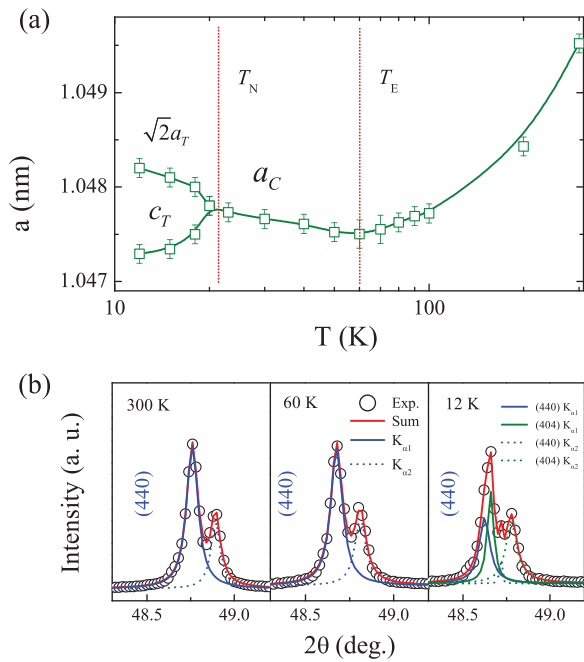 (a)
T_N
T_E
1.049
√2a_T
a_C
1.048
c_T
1.047
a (nm)
10
100
T (K)
(b)
300 K
(440)
60 K
Exp.
Sum
K_α1
K_α2
12 K
(440) K_α1
(404) K_α1
(440) K_α2
(404) K_α2
(440)
(440)
Intensity (a. u.)
48.5
49.0
48.5
49.0
48.5
49.0
2θ (deg.)